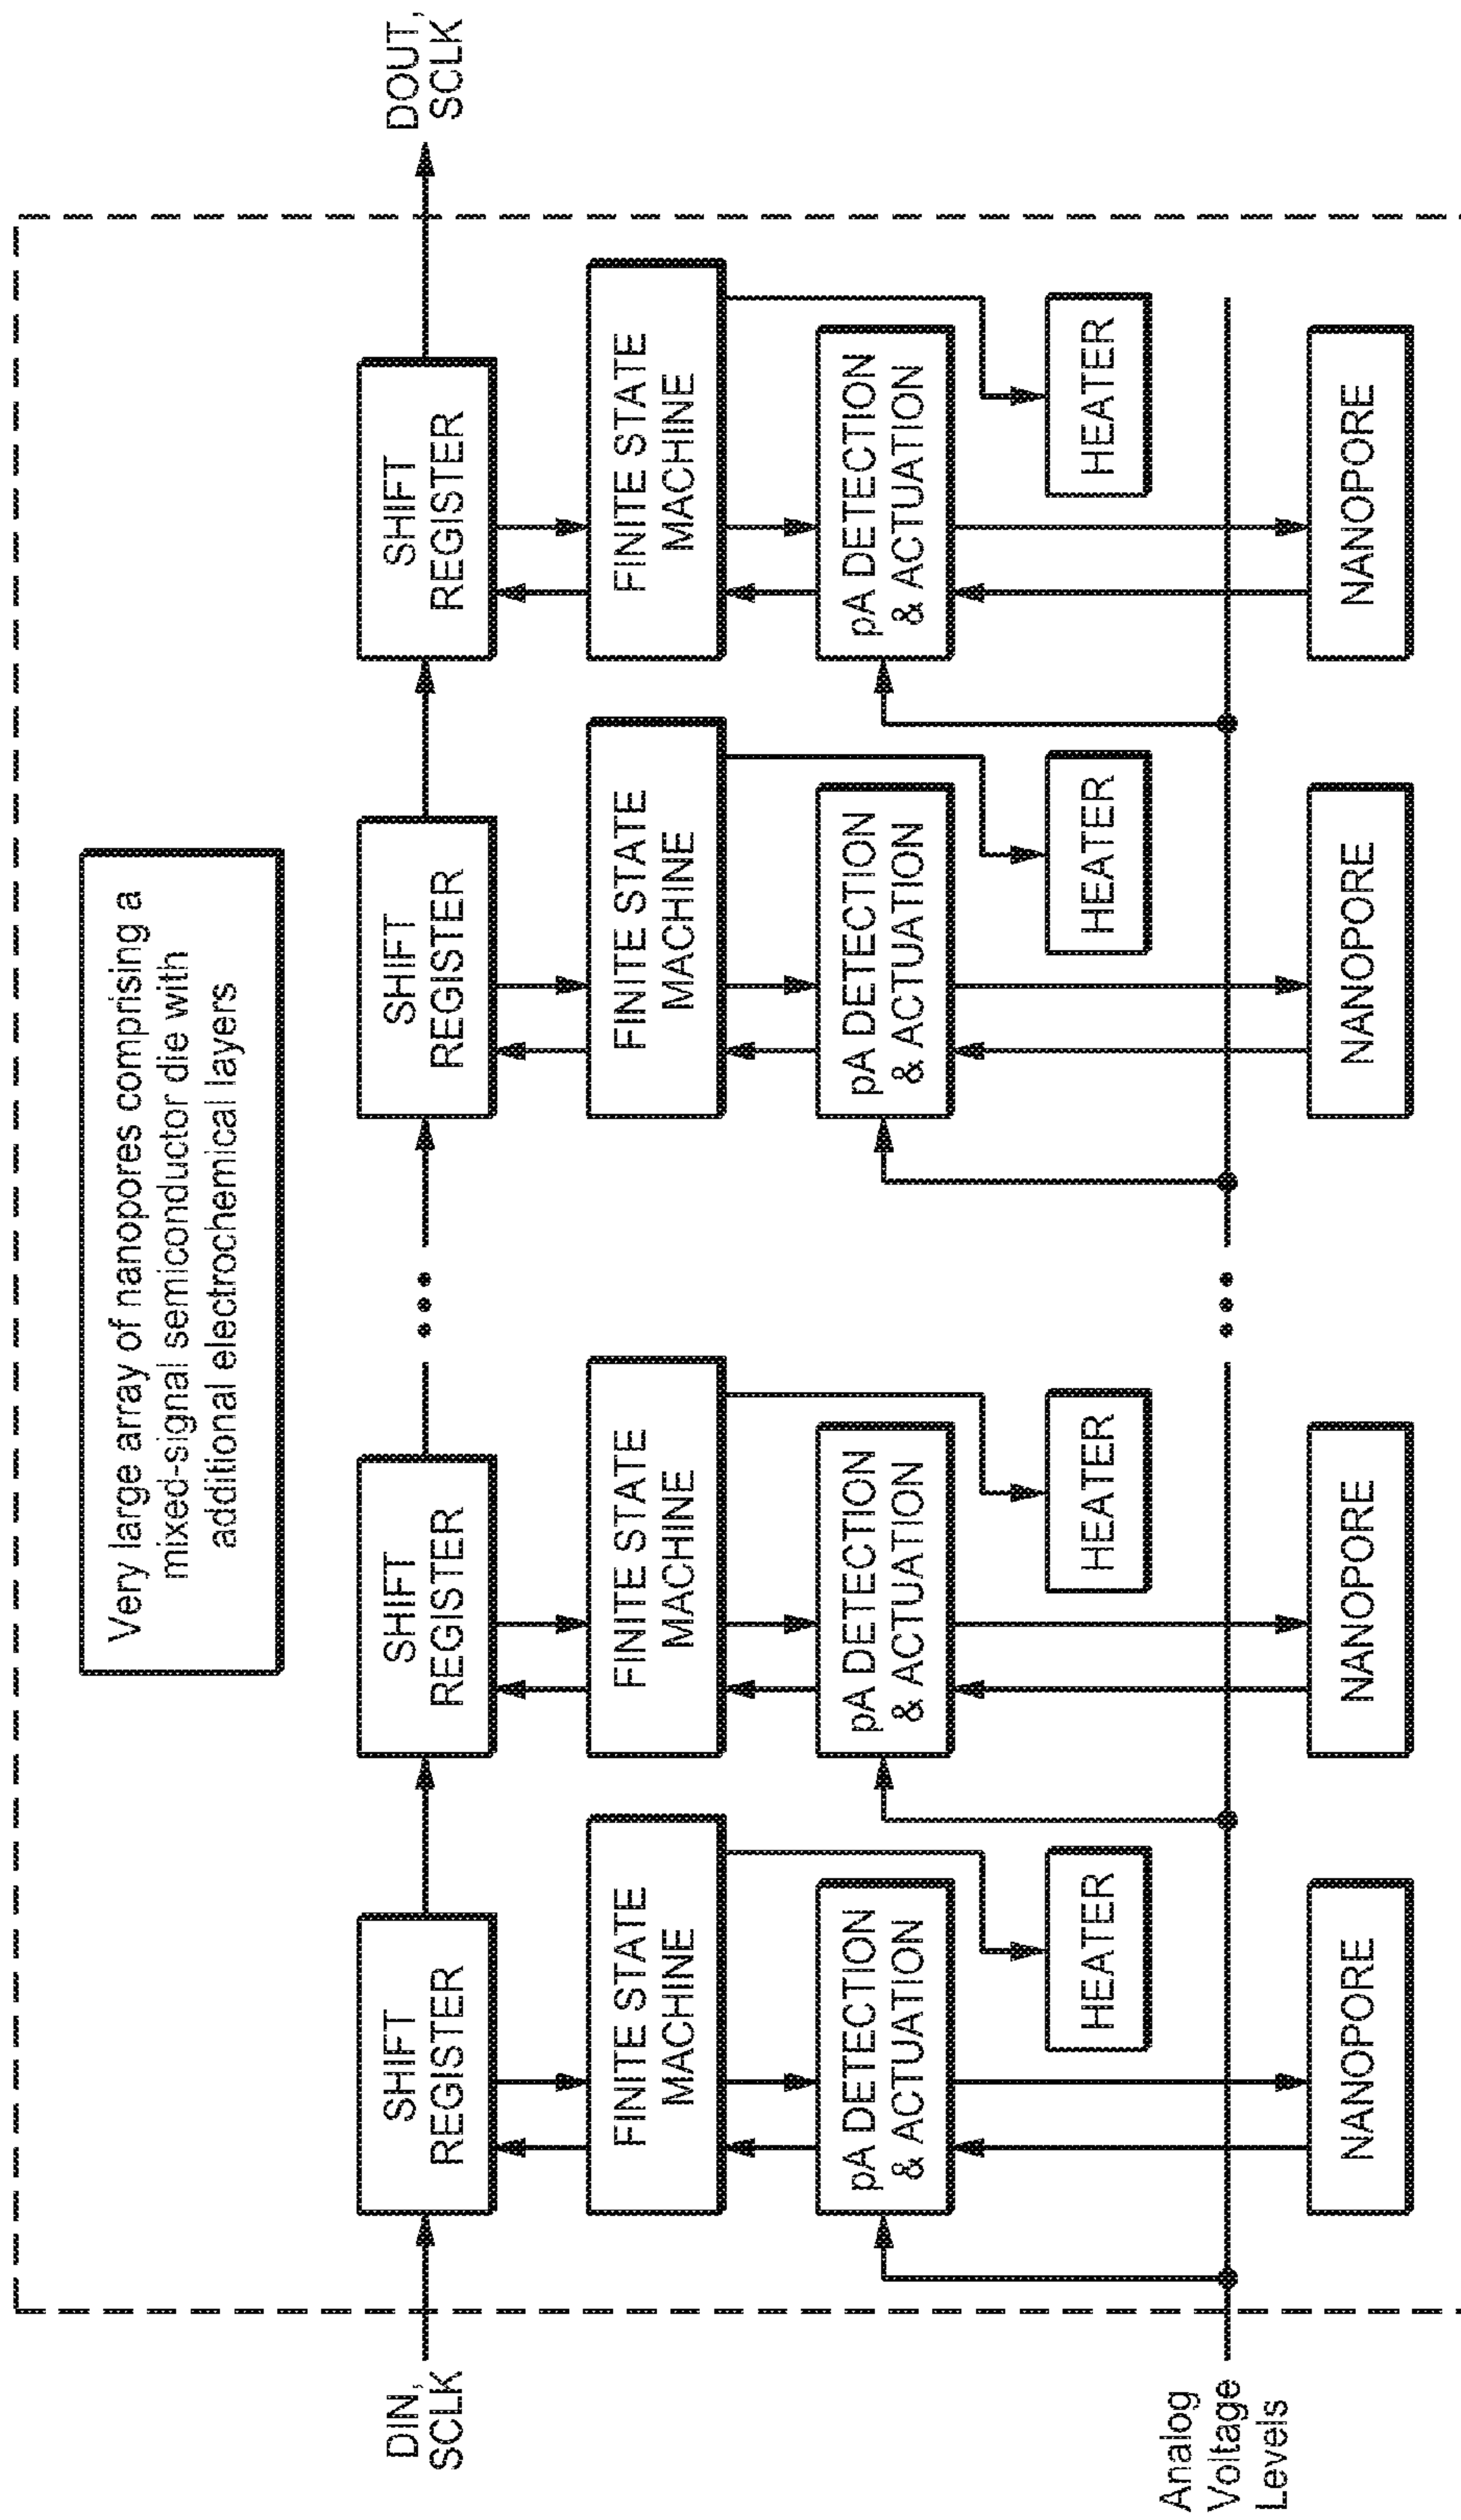 Very large array of nanopores comprising a
mixed-signal semiconductor die with
additional electrochemical layers
DIN,
SCLK
SHIFT
REGISTER
SHIFT
REGISTER
SHIFT
REGISTER
SHIFT
REGISTER
DOUT,
SCLK
FINITE STATE
MACHINE
FINITE STATE
MACHINE
FINITE STATE
MACHINE
FINITE STATE
MACHINE
pA DETECTION
& ACTUATION
pA DETECTION
& ACTUATION
pA DETECTION
& ACTUATION
pA DETECTION
& ACTUATION
HEATER
HEATER
HEATER
HEATER
Analog
Voltage
Levels
NANOPORE
NANOPORE
NANOPORE
NANOPORE